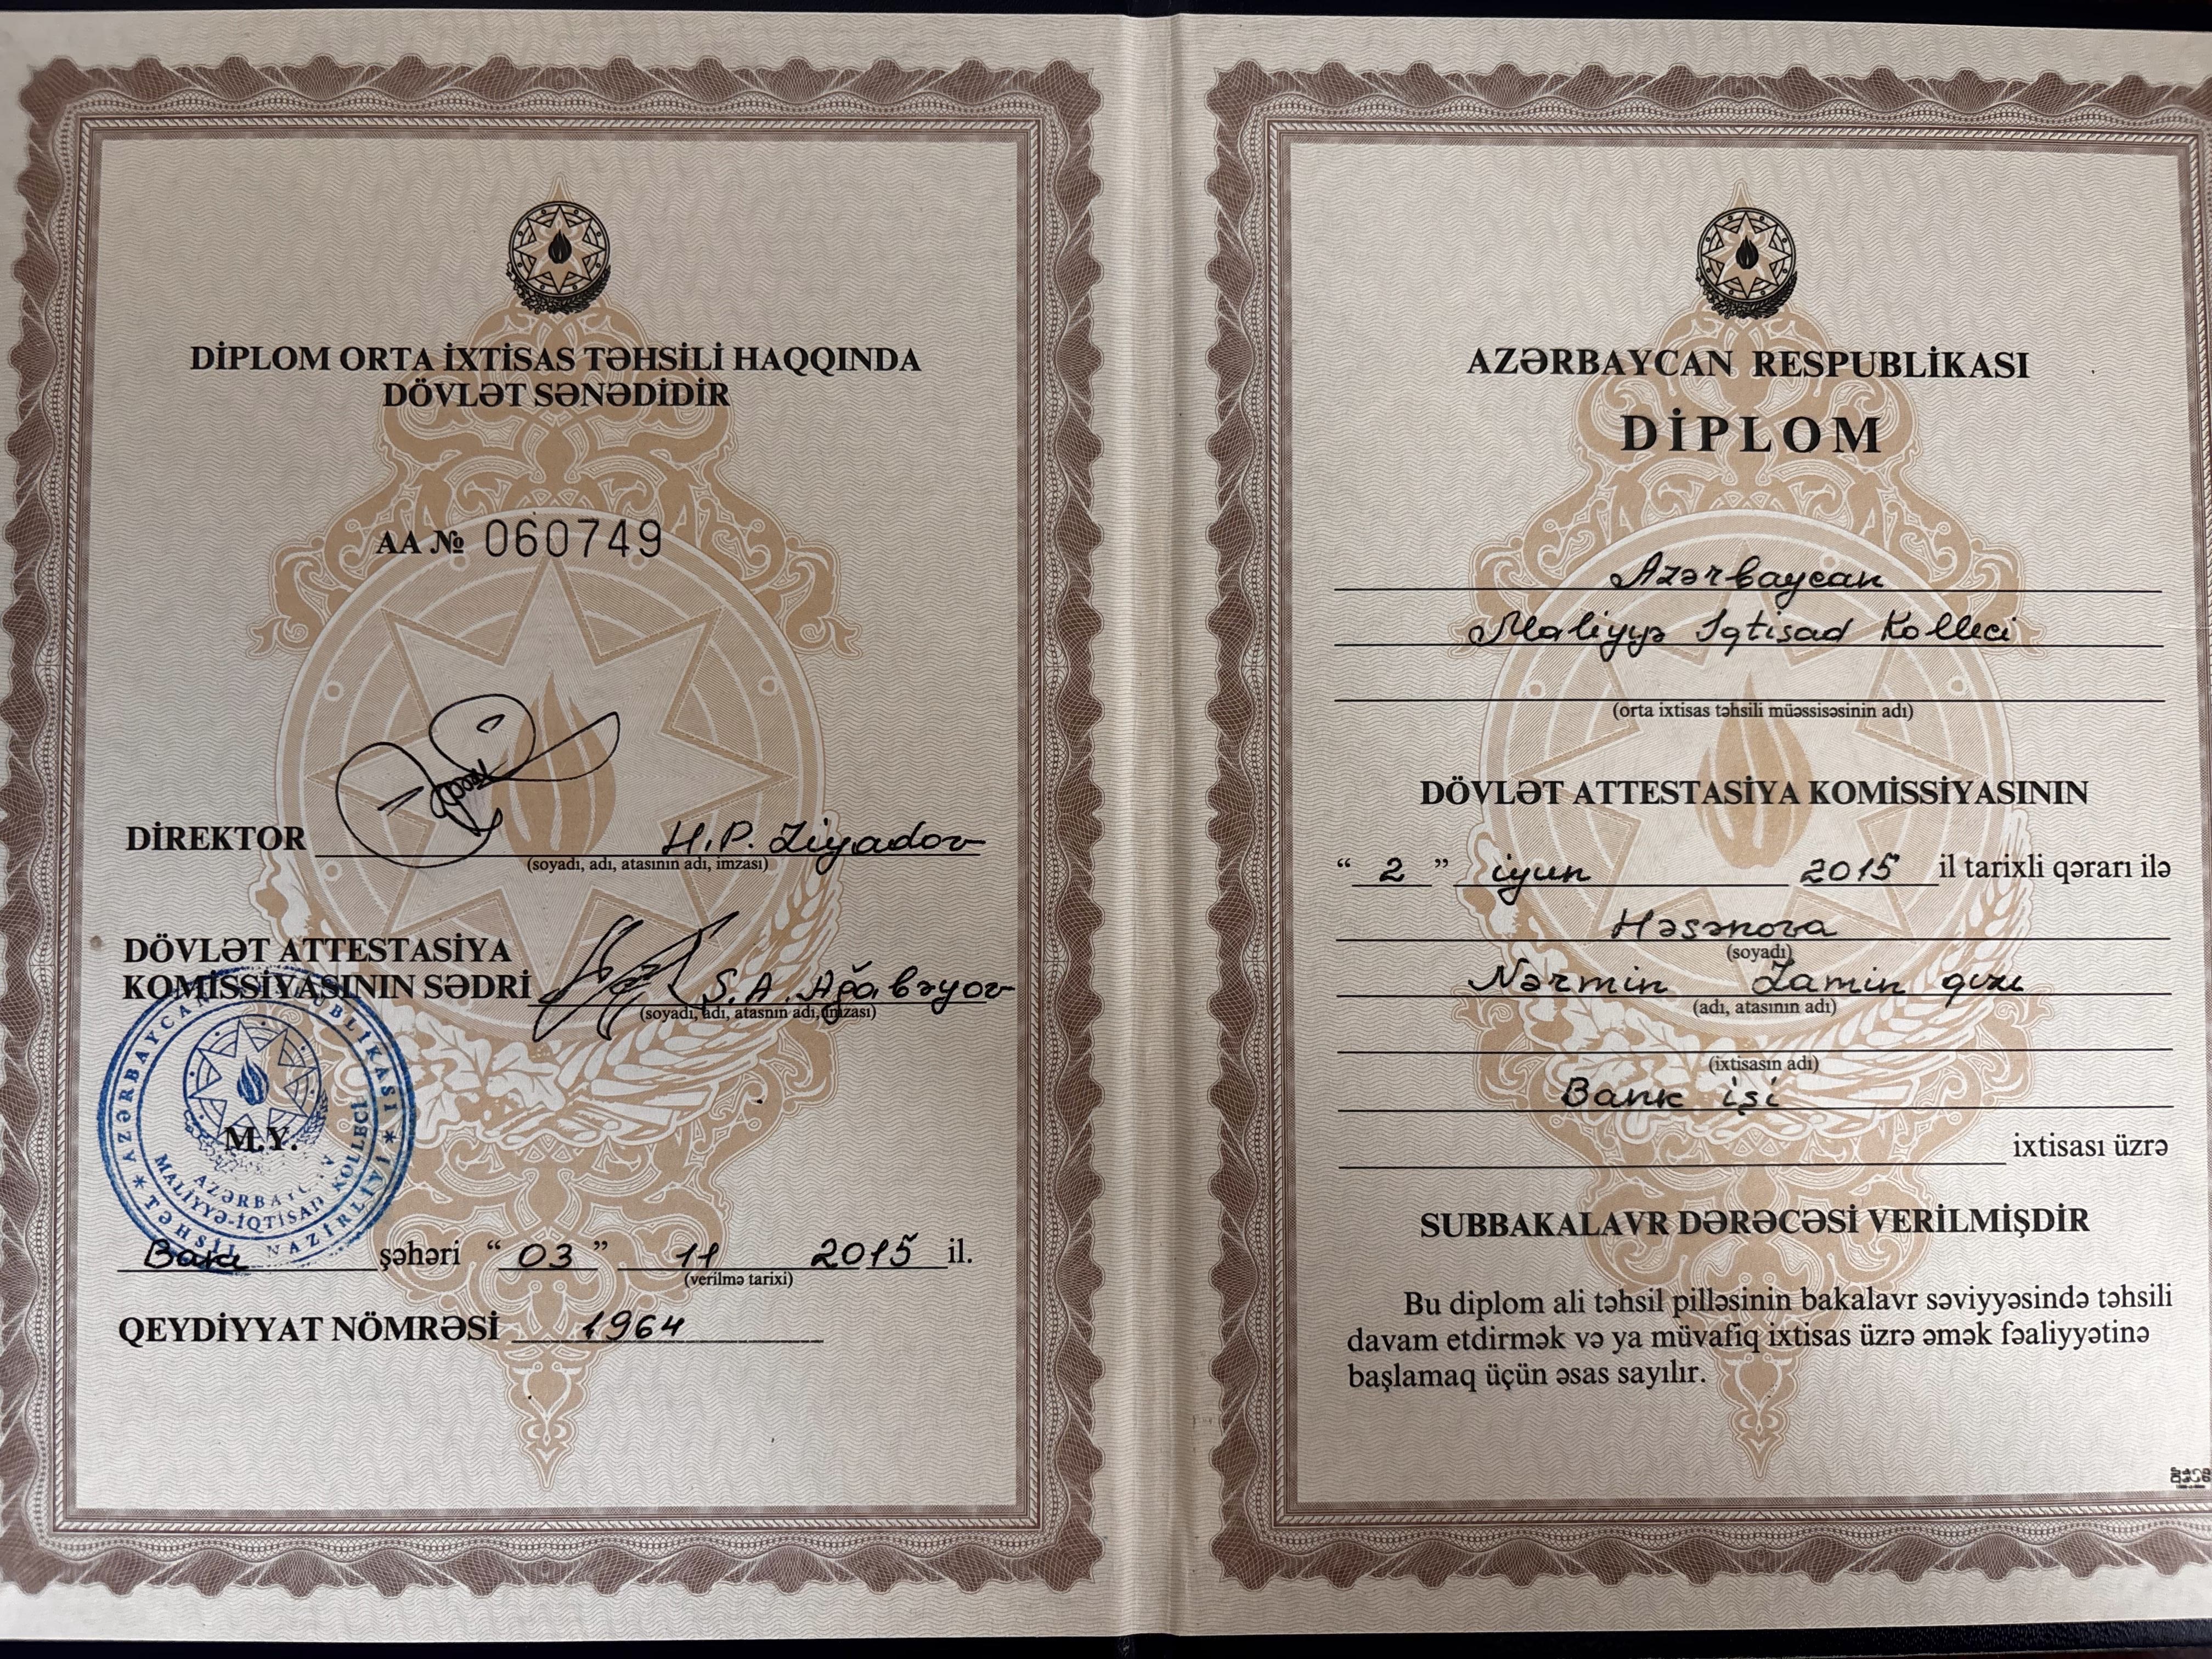 DİPLOM ORTA İXTİSAS TƏHSİLİ HAQQINDA
DÖVLƏT SƏNƏDİDİR
AA № 060749
DİREKTOR H.P. Ziyadov
(soyadı, adı, atasının adı, imzası)
DÖVLƏT ATTESTASİYA
KOMİSSİYASININ SƏDRİ S.A. Ağabəyov
(soyadı, adı, atasnın adı, imzası)
AZƏRBAYCAN RESPUBLİKASI
TƏHSİL NAZİRLİYİ
AZƏRBAYCAN
MALİYYƏ-İQTİSAD KOLLECİ
M.Y.
Bakı şəhəri “03” 11 2015 il.
(verilmə tarixi)
QEYDİYYAT NÖMRƏSİ 1964
AZƏRBAYCAN RESPUBLİKASI
DİPLOM
Azərbaycan
Maliyyə İqtisad Kolleci
(orta ixtisas təhsili müəssisəsinin adı)
DÖVLƏT ATTESTASİYA KOMİSSİYASININ
“2” iyun 2015 il tarixli qərarı ilə
Həsənova
(soyadı)
Nərmin Zamin qızı
(adı, atasının adı)
(ixtisasın adı)
Bank işi
ixtisası üzrə
SUBBAKALAVR DƏRƏCƏSİ VERİLMİŞDİR
Bu diplom ali təhsil pilləsinin bakalavr səviyyəsində təhsili
davam etdirmək və ya müvafiq ixtisas üzrə əmək fəaliyyətinə
başlamaq üçün əsas sayılır.